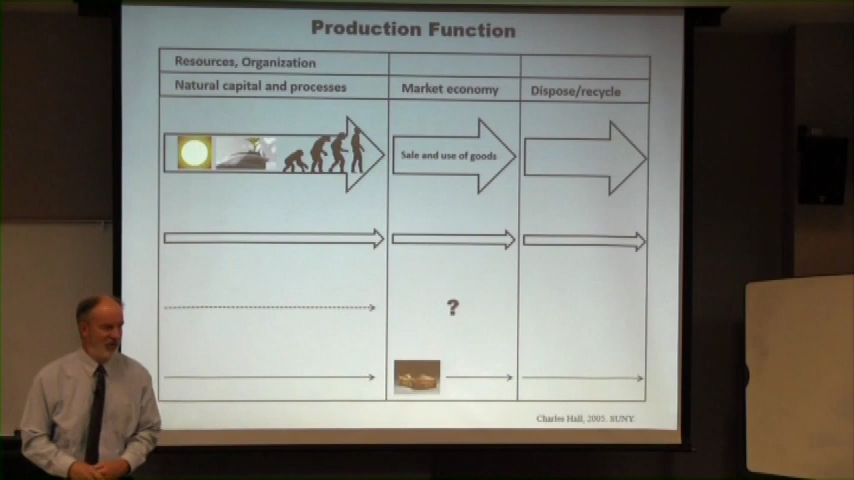 Production Function
Resources, Organization
Natural capital and processes
Market economy
Dispose/recycle
Sale and use of goods
?
Charles Hall, 2005. SUNY.